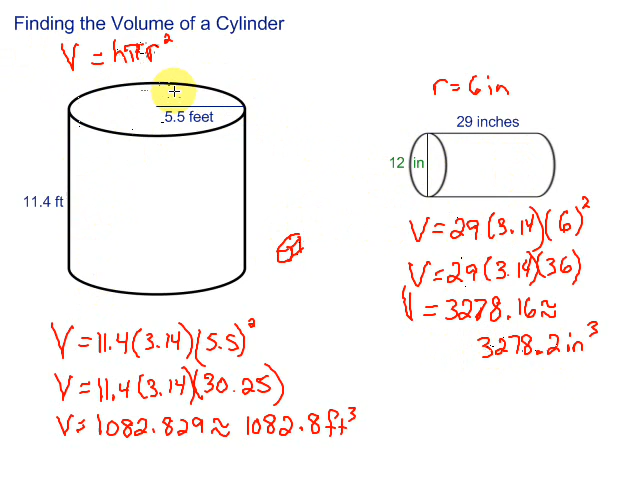 Finding the Volume of a Cylinder
V = hπr²
5.5 feet
11.4 ft
V = 11.4(3.14)(5.5)²
V = 11.4(3.14)(30.25)
V = 1082.829 ≈ 1082.8 ft³
r = 6 in
29 inches
12 in
V = 29(3.14)(6)²
V = 29(3.14)(36)
V = 3278.16 ≈
3278.2 in³